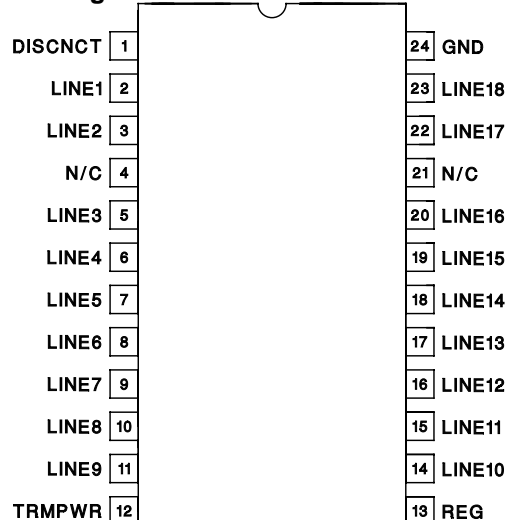 DISCNCT 1 24 GND
LINE1 2 23 LINE18
LINE2 3 22 LINE17
N/C 4 21 N/C
LINE3 5 20 LINE16
LINE4 6 19 LINE15
LINE5 7 18 LINE14
LINE6 8 17 LINE13
LINE7 9 16 LINE12
LINE8 10 15 LINE11
LINE9 11 14 LINE10
TRMPWR 12 13 REG